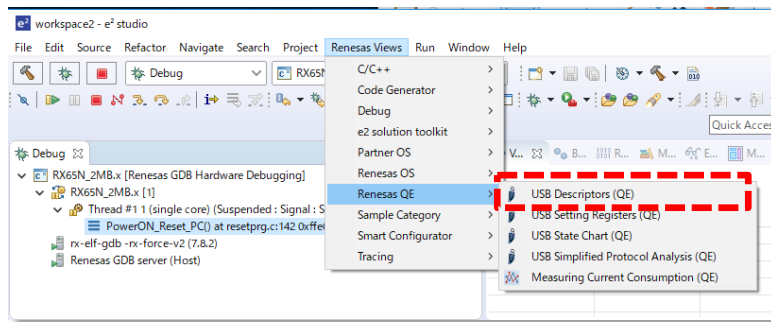 e² workspace2 - e² studio
File Edit Source Refactor Navigate Search Project Renesas Views Run Window Help
Debug
C/C++ >
Code Generator >
Debug >
e2 solution toolkit >
Partner OS >
Renesas OS >
Renesas QE >
Sample Category >
Smart Configurator >
Tracing >
010
Quick Acces
Debug
V... B... R... M... E... M...
RX65N_2MB.x [Renesas GDB Hardware Debugging]
RX65N_2MB.x [1]
Thread #1 1 (single core) (Suspended : Signal : S
PowerON_Reset_PC() at resetprg.c:142
rx-elf-gdb -rx-force-v2 (7.8.2)
Renesas GDB server (Host)
USB Descriptors (QE)
USB Setting Registers (QE)
USB State Chart (QE)
USB Simplified Protocol Analysis (QE)
Measuring Current Consumption (QE)